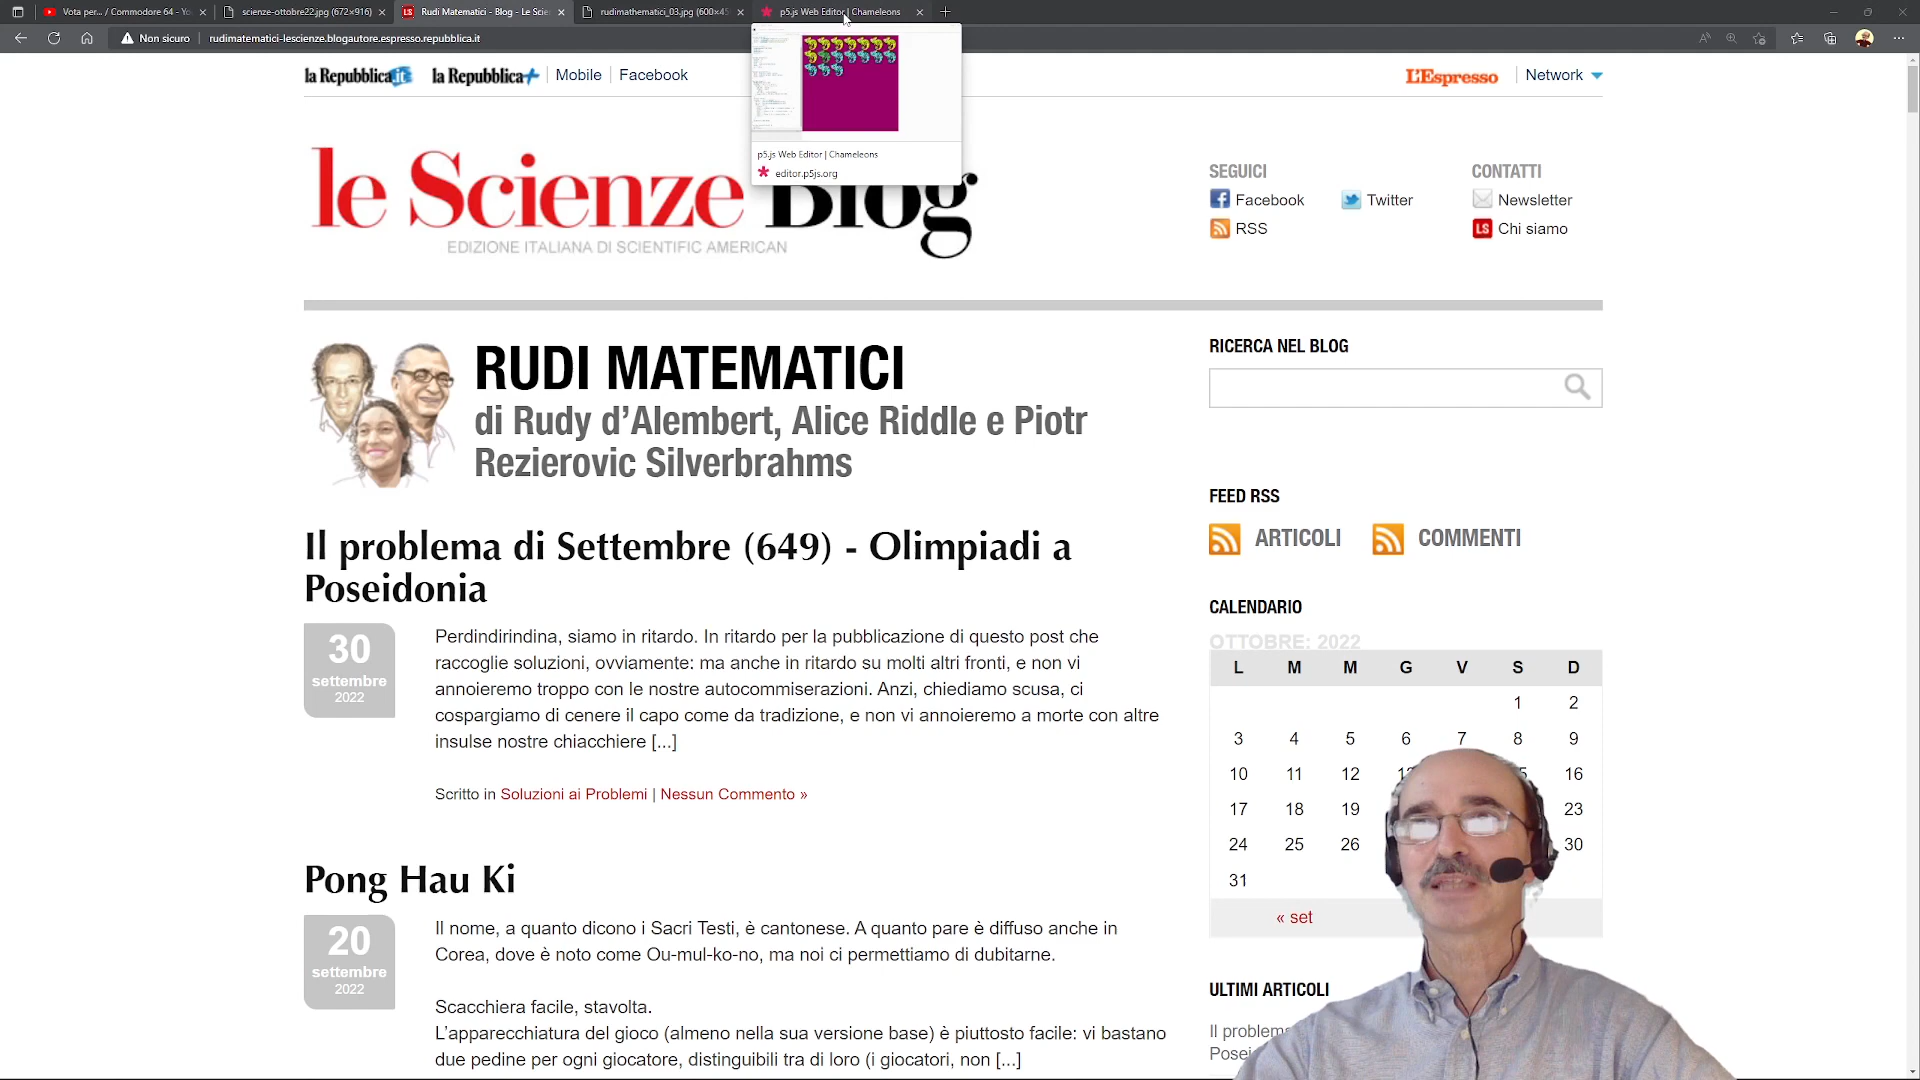 Vota per... / Commodore 64 - Yo
scienze-ottobre22.jpg (672×916)
Rudi Matematici - Blog - Le Scie
rudimathematici_03.jpg (600×45
p5.js Web Editor | Chameleons
Non sicuro
rudimatematici-lescienze.blogautore.espresso.repubblica.it
p5.js Web Editor | Chameleons
editor.p5js.org
la Repubblica.it
la Repubblica+
Mobile
Facebook
L'Espresso
Network
le Scienze Blog
EDIZIONE ITALIANA DI SCIENTIFIC AMERICAN
SEGUICI
Facebook
Twitter
RSS
CONTATTI
Newsletter
LS Chi siamo
RUDI MATEMATICI
di Rudy d'Alembert, Alice Riddle e Piotr
Rezierovic Silverbrahms
Il problema di Settembre (649) - Olimpiadi a
Poseidonia
30
settembre
2022
Perdindirindina, siamo in ritardo. In ritardo per la pubblicazione di questo post che
raccoglie soluzioni, ovviamente: ma anche in ritardo su molti altri fronti, e non vi
annoieremo troppo con le nostre autocommiserazioni. Anzi, chiediamo scusa, ci
cospargiamo di cenere il capo come da tradizione, e non vi annoieremo a morte con altre
insulse nostre chiacchiere [...]
Scritto in Soluzioni ai Problemi | Nessun Commento »
Pong Hau Ki
20
settembre
2022
Il nome, a quanto dicono i Sacri Testi, è cantonese. A quanto pare è diffuso anche in
Corea, dove è noto come Ou-mul-ko-no, ma noi ci permettiamo di dubitarne.
Scacchiera facile, stavolta.
L'apparecchiatura del gioco (almeno nella sua versione base) è piuttosto facile: vi bastano
due pedine per ogni giocatore, distinguibili tra di loro (i giocatori, non [...]
RICERCA NEL BLOG
FEED RSS
ARTICOLI
COMMENTI
CALENDARIO
OTTOBRE: 2022
L M M G V S D
1 2
3 4 5 6 7 8 9
10 11 12 16
17 18 19 23
24 25 26 30
31
« set
ULTIMI ARTICOLI
Il problem
Posei